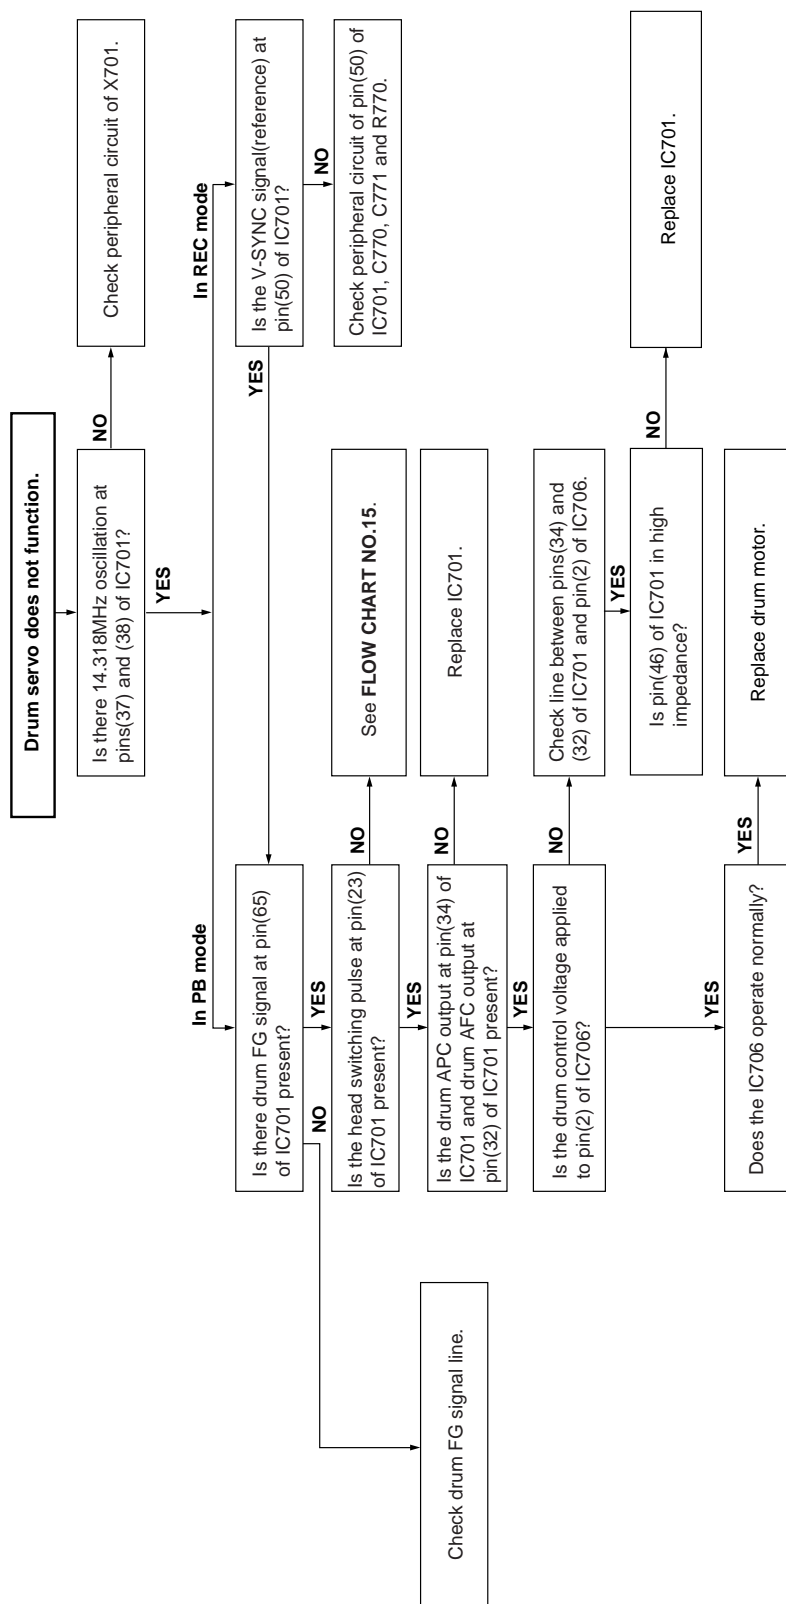 Drum servo does not function.
Is there 14.318MHz oscillation at
pins(37) and (38) of IC701?
NO
Check peripheral circuit of X701.
YES
In PB mode
In REC mode
Is the V-SYNC signal(reference) at
pin(50) of IC701?
YES
NO
Check peripheral circuit of pin(50) of
IC701, C770, C771 and R770.
Is there drum FG signal at pin(65)
of IC701 present?
NO
YES
Check drum FG signal line.
Is the head switching pulse at pin(23)
of IC701 present?
NO
See FLOW CHART NO.15.
YES
Is the drum APC output at pin(34) of
IC701 and drum AFC output at
pin(32) of IC701 present?
NO
Replace IC701.
YES
Is the drum control voltage applied
to pin(2) of IC706?
NO
Check line between pins(34) and
(32) of IC701 and pin(2) of IC706.
YES
Is pin(46) of IC701 in high
impedance?
NO
Replace IC701.
YES
Does the IC706 operate normally?
YES
Replace drum motor.